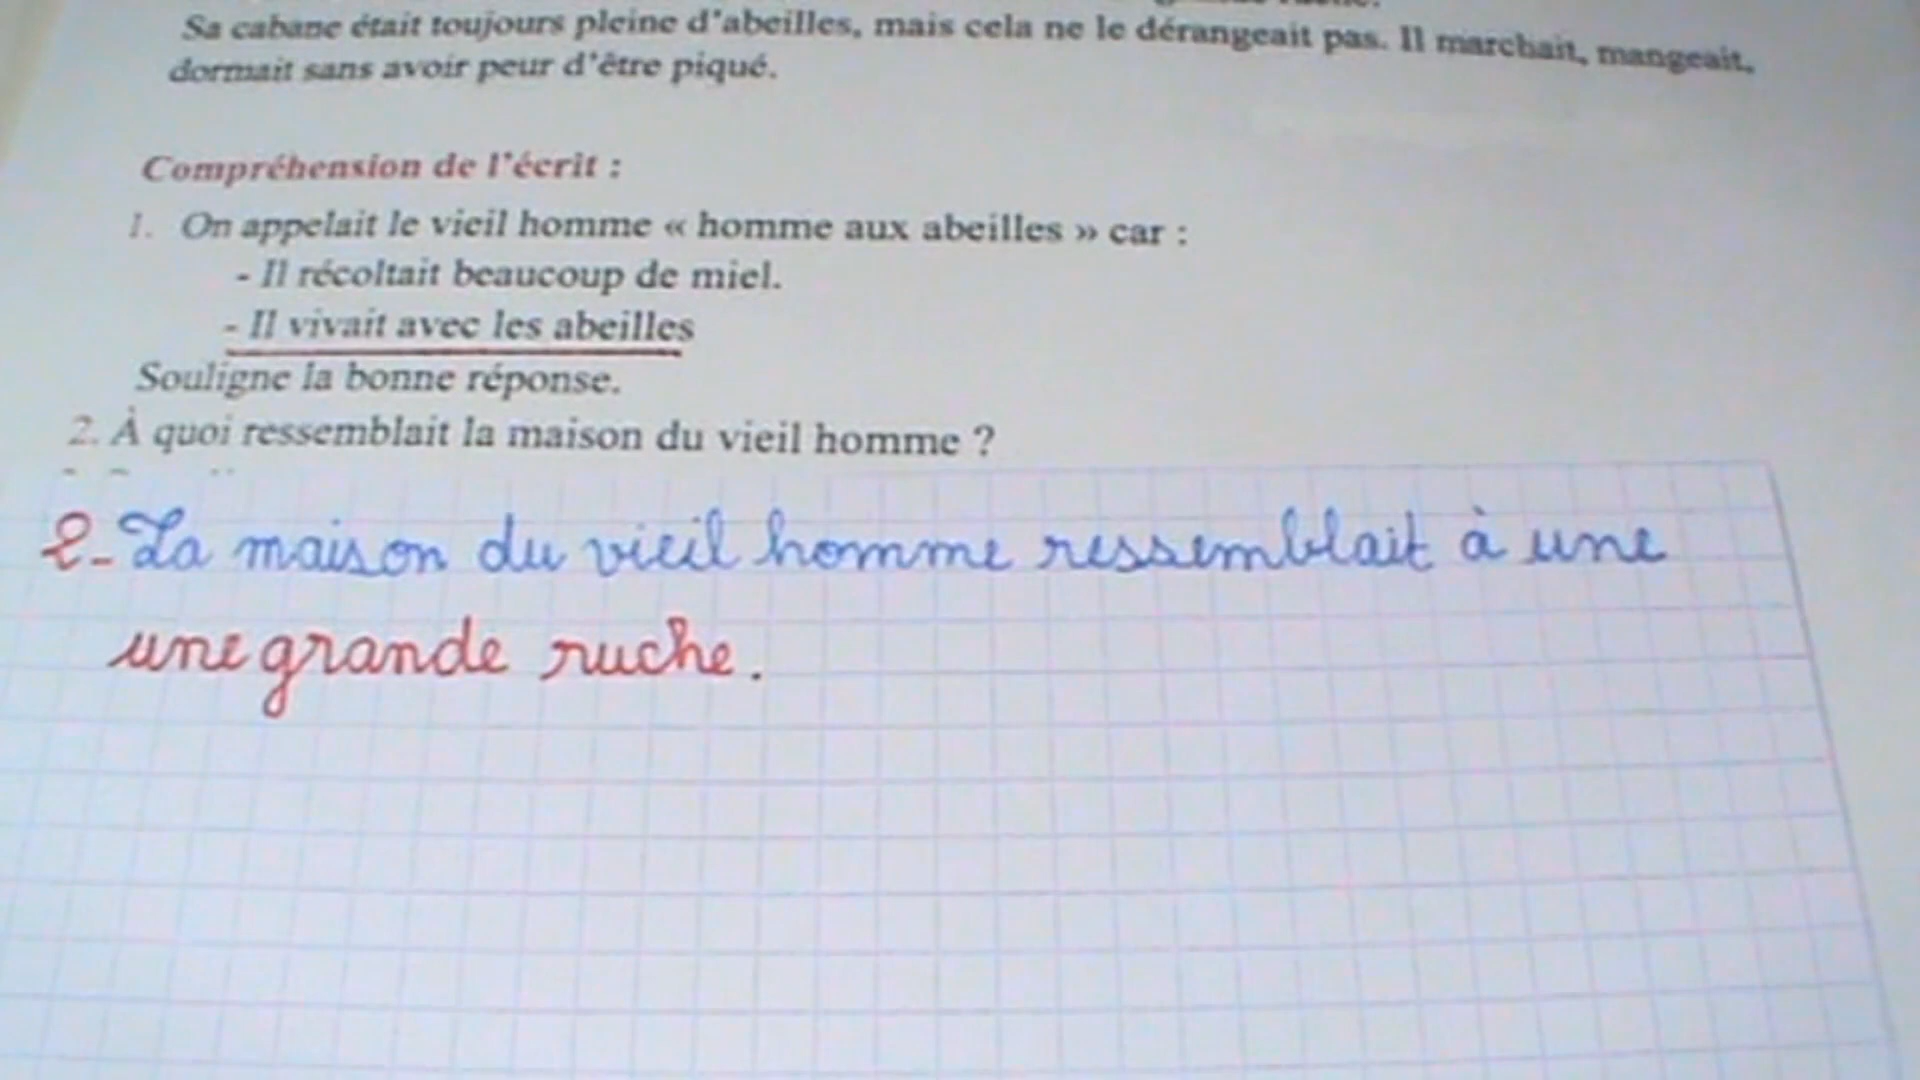 Sa cabane était toujours pleine d'abeilles, mais cela ne le dérangeait pas. Il marchait, mangeait,
dormait sans avoir peur d'être piqué.
Compréhension de l'écrit :
1. On appelait le vieil homme « homme aux abeilles » car :
- Il récoltait beaucoup de miel.
- Il vivait avec les abeilles
Souligne la bonne réponse.
2. À quoi ressemblait la maison du vieil homme ?
2- La maison du vieil homme ressemblait à une
une grande ruche.